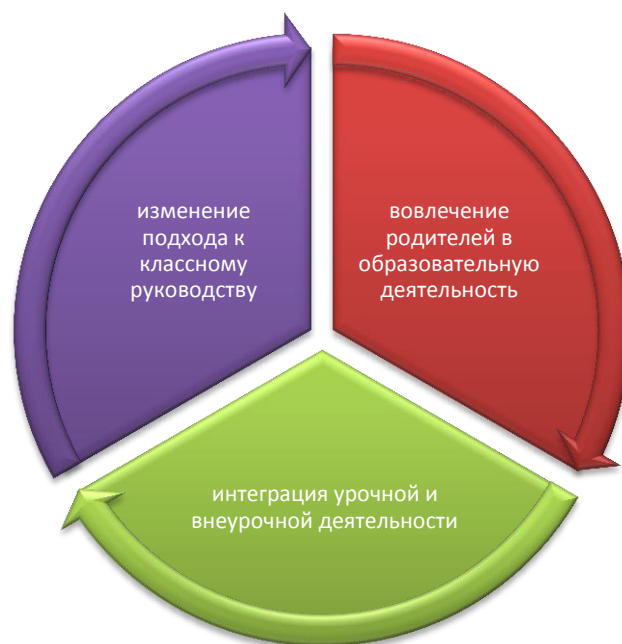 изменение
подхода к
классному
руководству
вовлечение
родителей в
образовательную
деятельность
интеграция урочной и
внеурочной деятельности